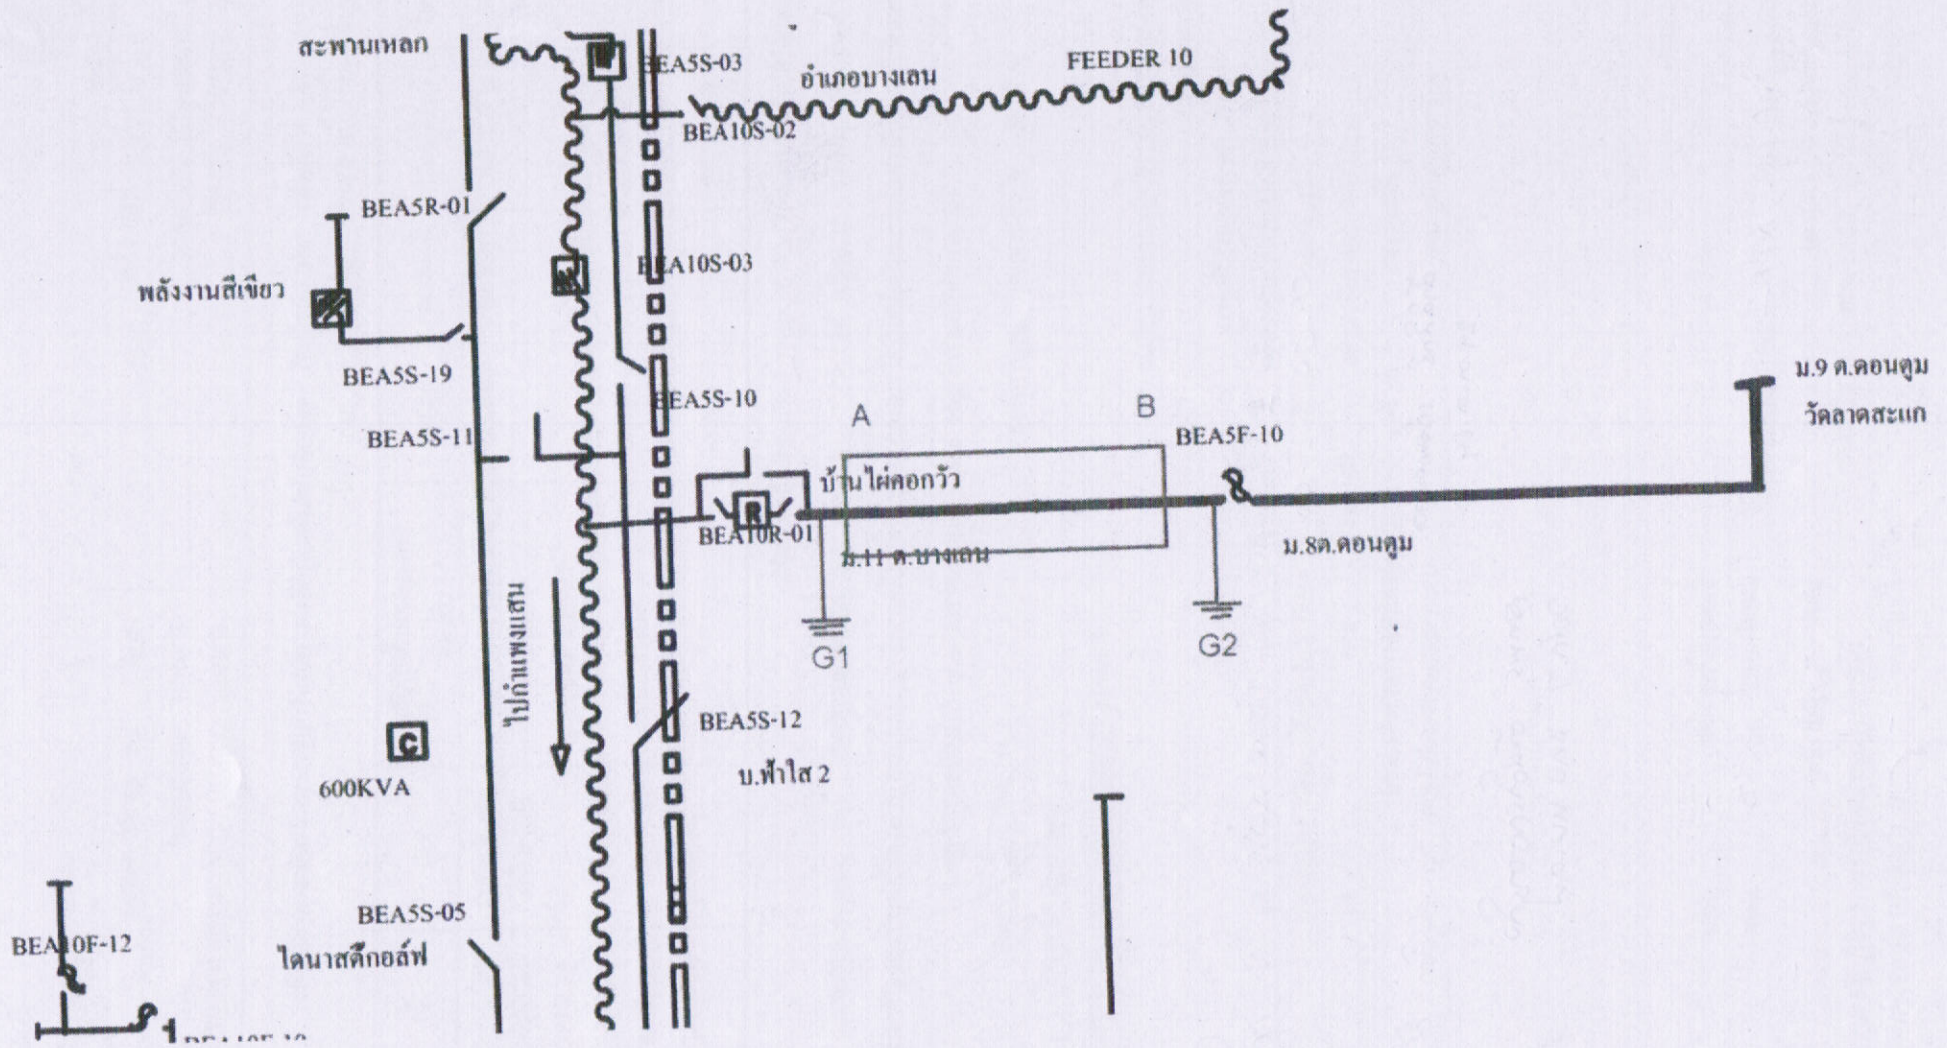 สะพานเหล็ก
BEA5S-03
อำเภอบางเลน
FEEDER 10
BEA10S-02
BEA5R-01
BEA10S-03
พลังงานสีเขียว
BEA5S-19
BEA5S-10
BEA5S-11
A
B
BEA5F-10
ม.9 ต.ดอนตูม
วัดลาดสะแก
บ้านไผ่คอกวัว
R
BEA10R-01
ม.11 ต.บางเลน
ม.8ต.ดอนตูม
G1
G2
ไปกำแพงแสน
BEA5S-12
บ.ฟ้าใส 2
C
600KVA
BEA5S-05
ไดนาสตี้กอล์ฟ
BEA10F-12